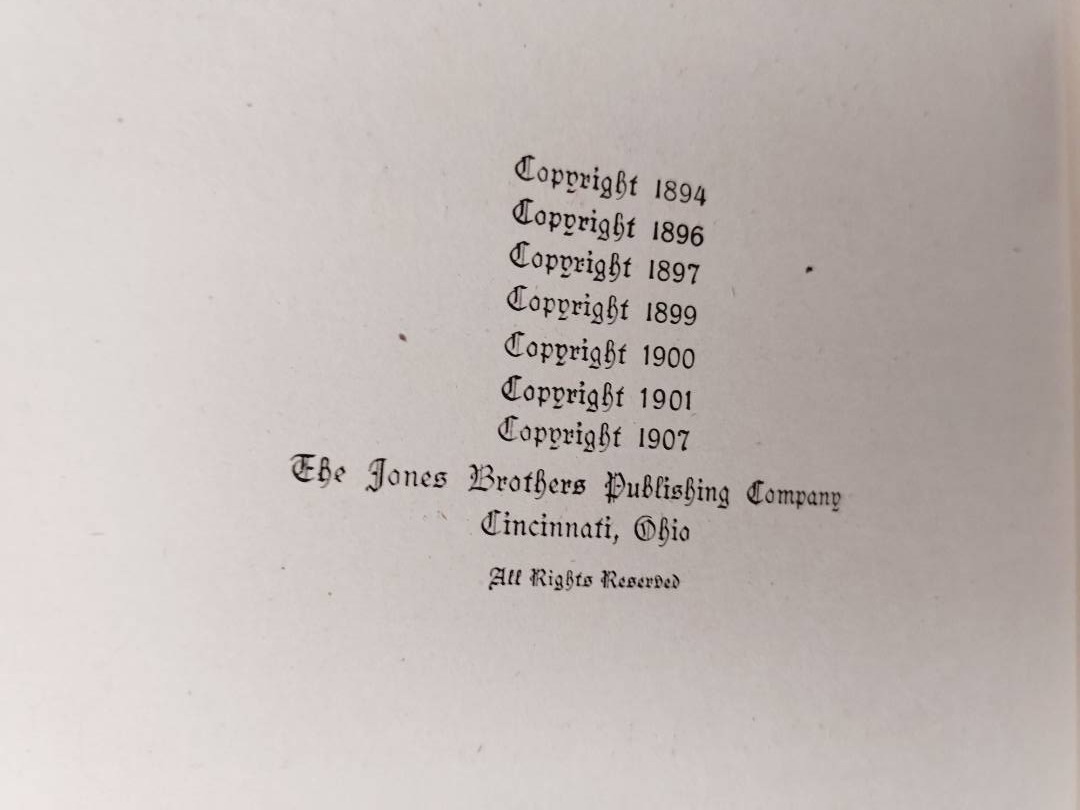 Copyright 1894
Copyright 1896
Copyright 1897
Copyright 1899
Copyright 1900
Copyright 1901
Copyright 1907
The Jones Brothers Publishing Company
Cincinnati, Ohio
All Rights Reserved